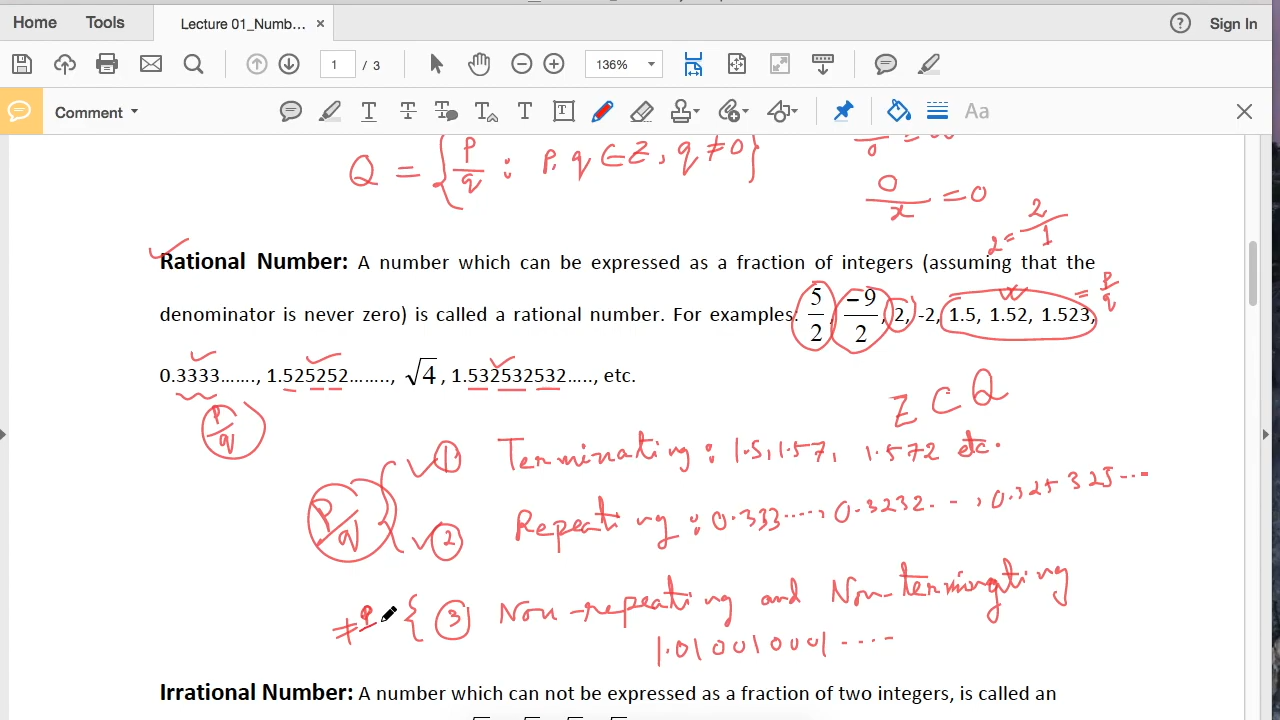 Home Tools Lecture 01_Numb... × ? Sign In
1 / 3 136%
Comment T T T T T Aa
Q = { p/q : p, q ∈ Z, q ≠ 0 }
0/x = 0
2 = 2/1
Rational Number: A number which can be expressed as a fraction of integers (assuming that the
= p/q
denominator is never zero) is called a rational number. For examples: 5/2, -9/2, 2, -2, 1.5, 1.52, 1.523,
0.3333......., 1.525252........, √4, 1.532532532....., etc.
p/q
Z ⊂ Q
p/q { ✓① Terminating : 1.5, 1.57, 1.572 etc.
✓② Repeating : 0.333....., 0.3232. .. , 0.325 325....
≠ p { ③ Non-repeating and Non-terminating
1.01001 0001 ....
Irrational Number: A number which can not be expressed as a fraction of two integers, is called an